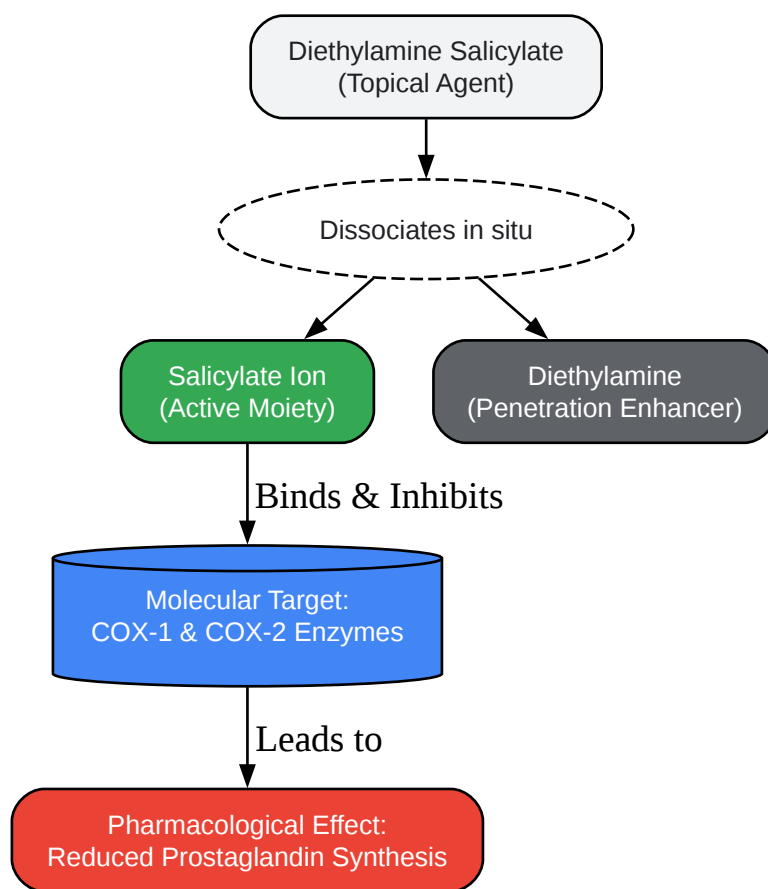 Diethylamine Salicylate
(Topical Agent)
Dissociates in situ
Salicylate Ion
(Active Moiety)
Diethylamine
(Penetration Enhancer)
Binds & Inhibits
Molecular Target:
COX-1 & COX-2 Enzymes
Leads to
Pharmacological Effect:
Reduced Prostaglandin Synthesis